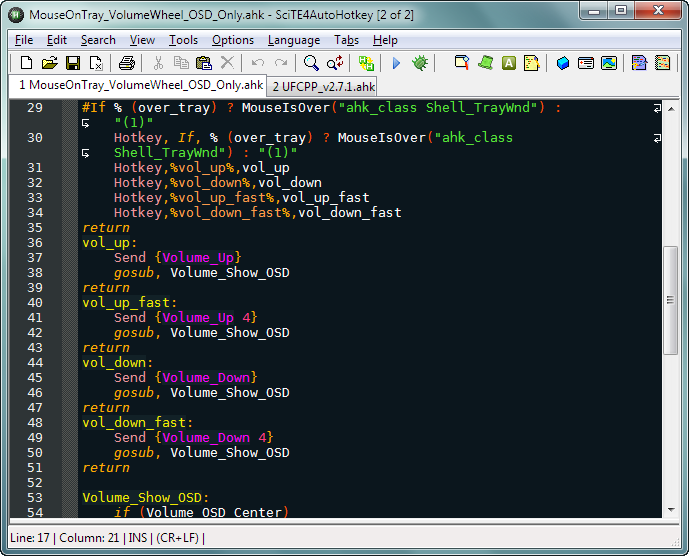 MouseOnTray_VolumeWheel_OSD_Only.ahk - SciTE4AutoHotkey [2 of 2]
File Edit Search View Tools Options Language Tabs Help
1 MouseOnTray_VolumeWheel_OSD_Only.ahk 2 UFCPP_v2.7.1.ahk
29 #If % (over_tray) ? MouseIsOver("ahk_class Shell_TrayWnd") :
"(1)"
30 Hotkey, If, % (over_tray) ? MouseIsOver("ahk_class
Shell_TrayWnd") : "(1)"
31 Hotkey,%vol_up%,vol_up
32 Hotkey,%vol_down%,vol_down
33 Hotkey,%vol_up_fast%,vol_up_fast
34 Hotkey,%vol_down_fast%,vol_down_fast
35 return
36 vol_up:
37 Send {Volume_Up}
38 gosub, Volume_Show_OSD
39 return
40 vol_up_fast:
41 Send {Volume_Up 4}
42 gosub, Volume_Show_OSD
43 return
44 vol_down:
45 Send {Volume_Down}
46 gosub, Volume_Show_OSD
47 return
48 vol_down_fast:
49 Send {Volume_Down 4}
50 gosub, Volume_Show_OSD
51 return
52
53 Volume_Show_OSD:
54 if (Volume_OSD_Center)
Line: 17 | Column: 21 | INS | (CR+LF) |